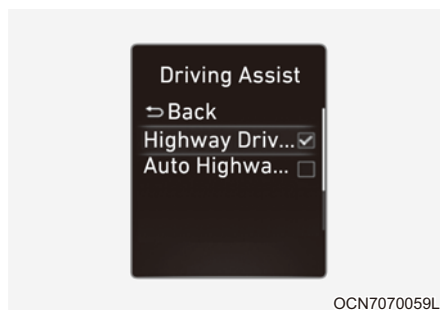 Driving Assist
Back
Highway Driv...
Auto Highwa...
OCN7070059L